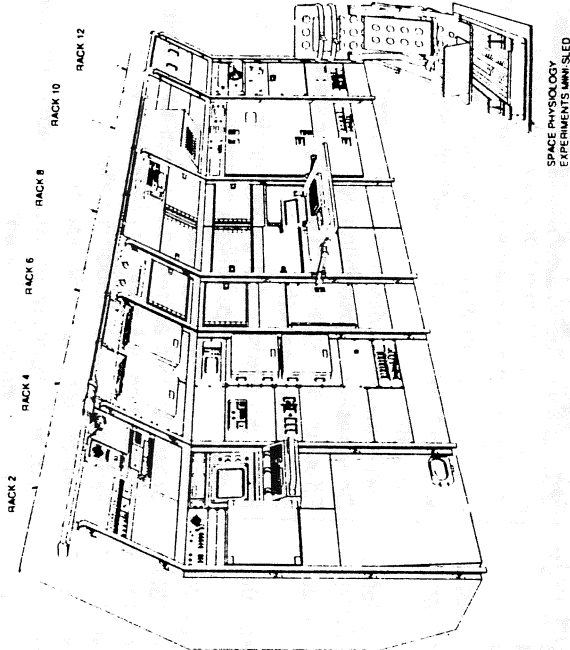 RACK 2
RACK 4
RACK 6
RACK 8
RACK 10
RACK 12
SPACE PHYSIOLOGY
EXPERIMENTS MINI-SLED